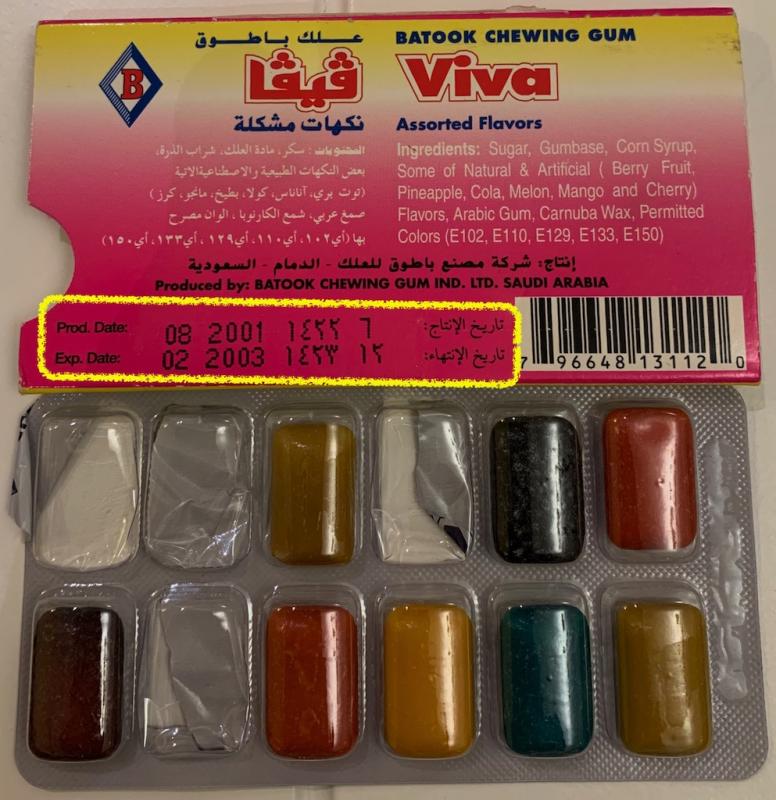 علك باطوق
BATOOK CHEWING GUM
B
ڤيڤا
Viva
نكهات مشكلة
Assorted Flavors
المحتويات : سكر، مادة العلك، شراب الذرة،
بعض النكهات الطبيعية والاصطناعيةالاتية
(توت بري، أناناس، كولا، بطيخ، مانجو، كرز )
صمغ عربي، شمع الكارنوبا ، الوان مصرح
بها(أي١٠٢، أي١١٠، أي١٢٩ ، أي١٣٣، أي١٥٠)
Ingredients: Sugar, Gumbase, Corn Syrup,
Some of Natural & Artificial ( Berry Fruit,
Pineapple, Cola, Melon, Mango and Cherry)
Flavors, Arabic Gum, Carnuba Wax, Permitted
Colors (E102, E110, E129, E133, E150)
إنتاج: شركة مصنع باطوق للعلك - الدمام - السعودية
Produced by: BATOOK CHEWING GUM IND. LTD. SAUDI ARABIA
Prod. Date: 08 2001 ١٤٢٢ ٦ تاريخ الإنتاج:
Exp. Date: 02 2003 ١٤٢٣ ١٢ تاريخ الإنتهاء:
7 96648 13112 0